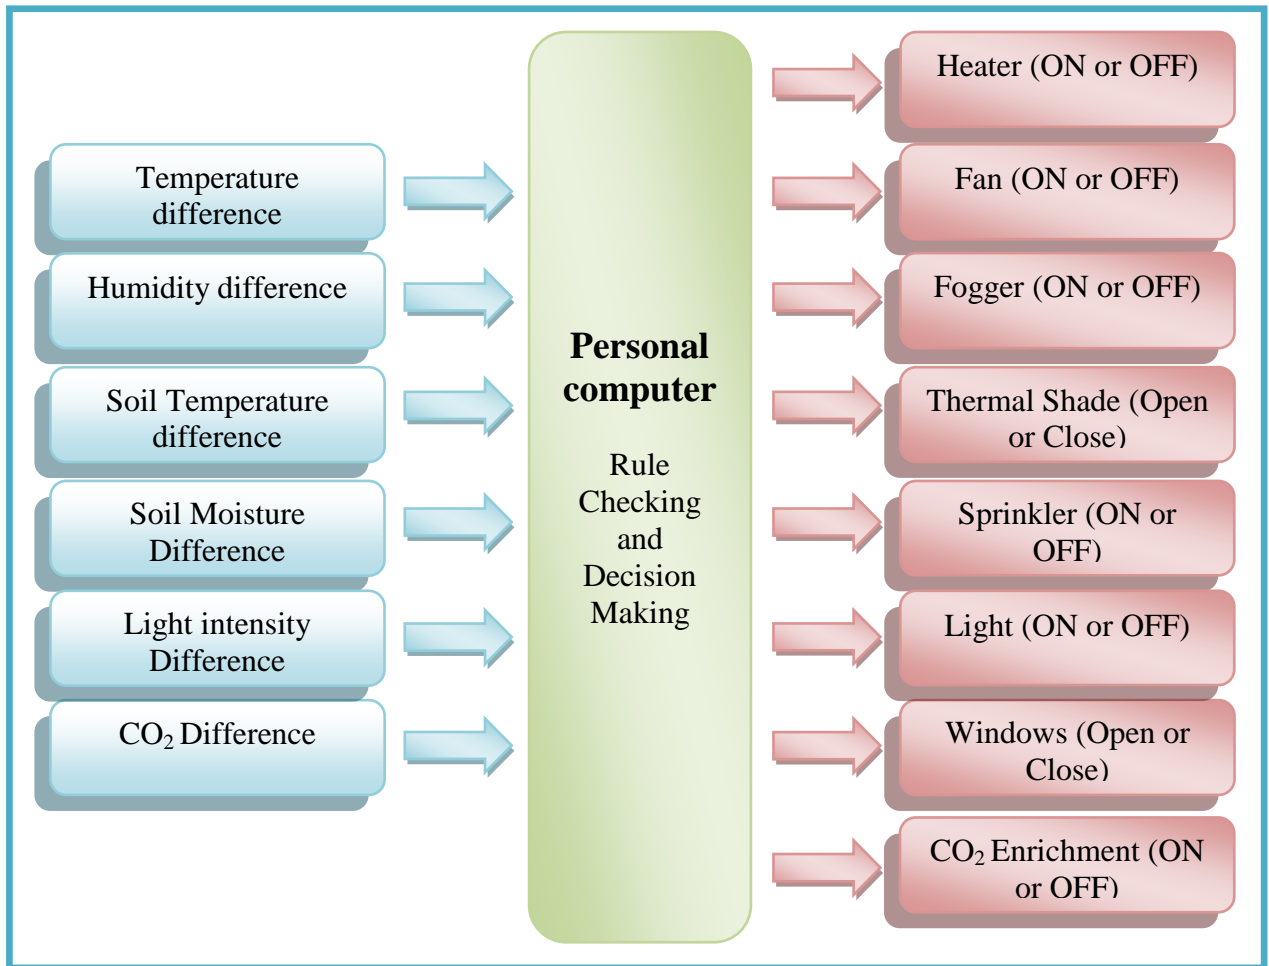 Temperature
difference
Humidity difference
Soil Temperature
difference
Soil Moisture
Difference
Light intensity
Difference
CO₂ Difference
Personal
computer
Rule
Checking
and
Decision
Making
Heater (ON or OFF)
Fan (ON or OFF)
Fogger (ON or OFF)
Thermal Shade (Open
or Close)
Sprinkler (ON or
OFF)
Light (ON or OFF)
Windows (Open or
Close)
CO₂ Enrichment (ON
or OFF)